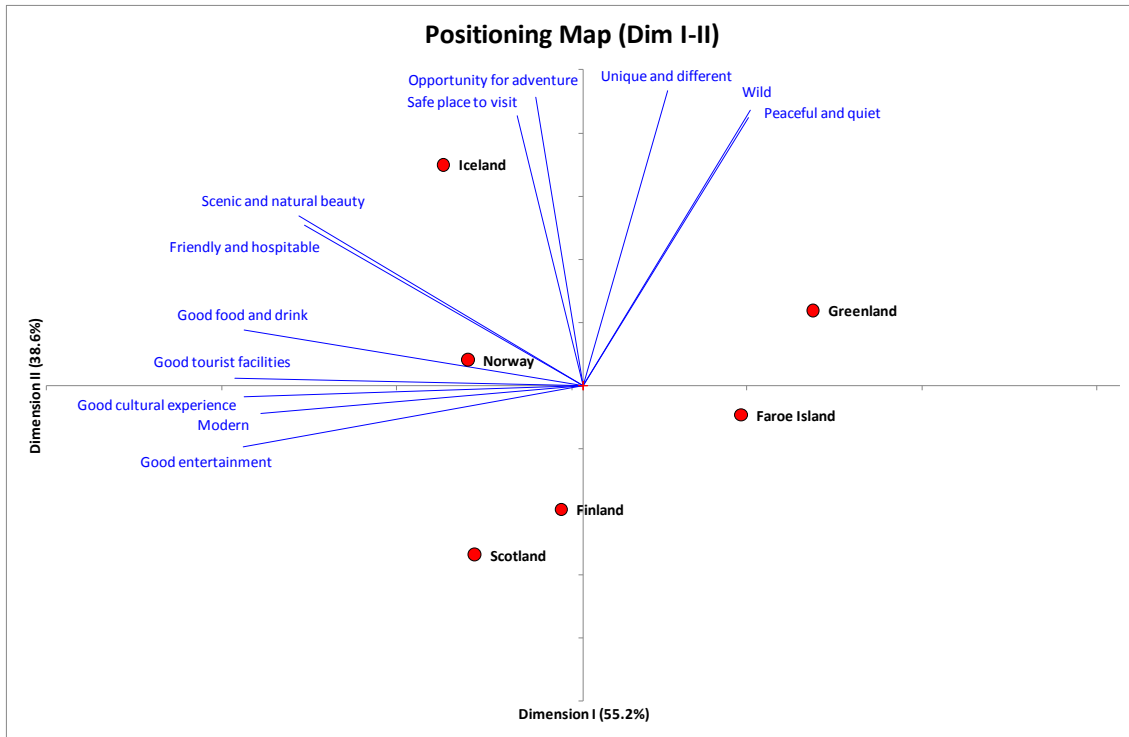 Positioning Map (Dim I-II)
Opportunity for adventure
Unique and different
Wild
Safe place to visit
Peaceful and quiet
Iceland
Scenic and natural beauty
Friendly and hospitable
Good food and drink
Greenland
Good tourist facilities
Norway
Dimension II (38.6%)
Good cultural experience
Modern
Faroe Island
Good entertainment
Finland
Scotland
Dimension I (55.2%)